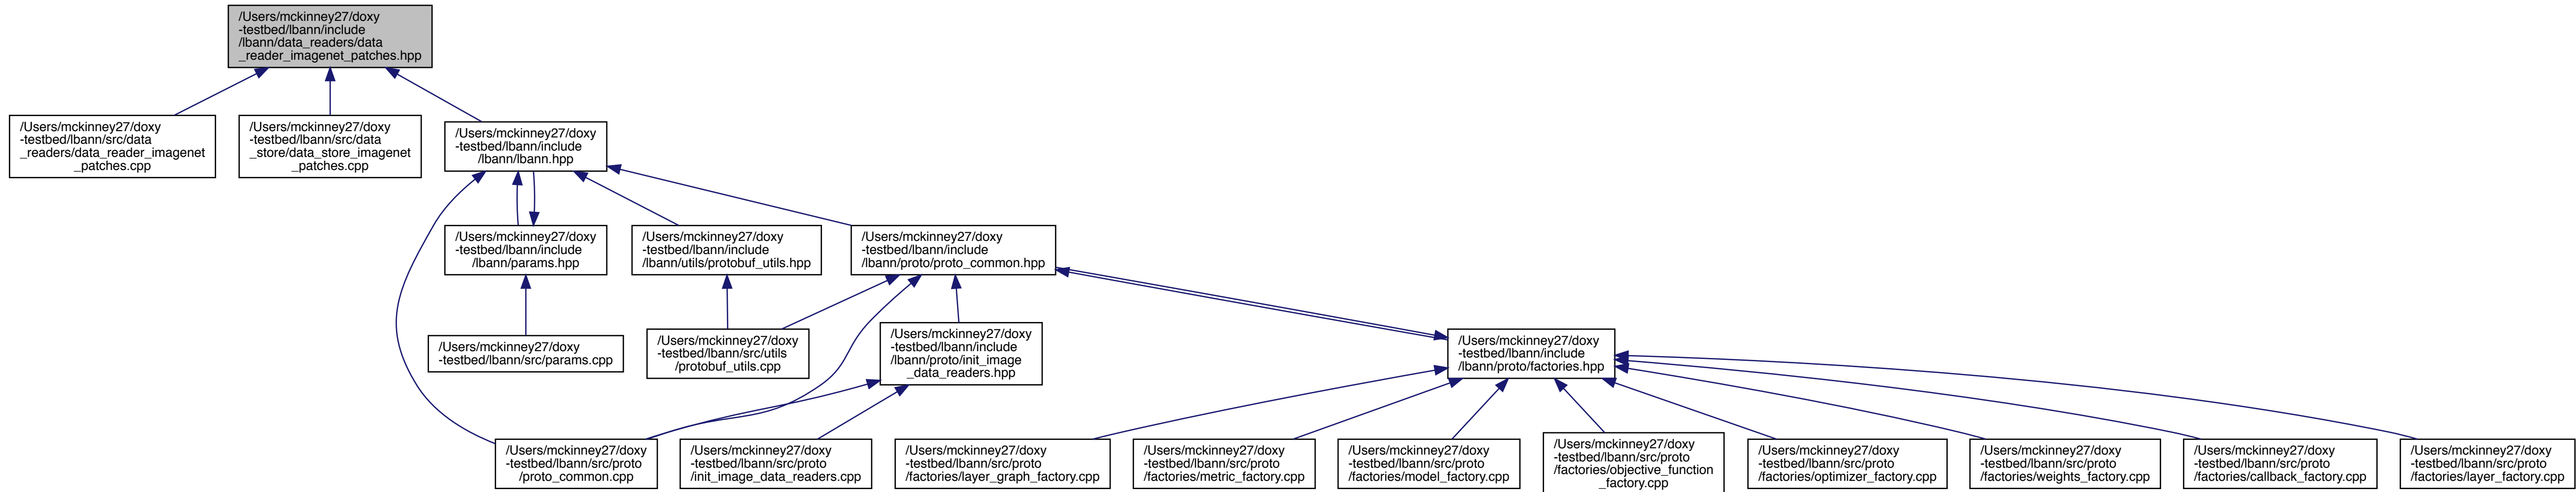 /Users/mckinney27/doxy
-testbed/lbann/include
/lbann/data_readers/data
_reader_imagenet_patches.hpp
/Users/mckinney27/doxy
-testbed/lbann/src/data
_readers/data_reader_imagenet
_patches.cpp
/Users/mckinney27/doxy
-testbed/lbann/src/data
_store/data_store_imagenet
_patches.cpp
/Users/mckinney27/doxy
-testbed/lbann/include
/lbann/lbann.hpp
/Users/mckinney27/doxy
-testbed/lbann/include
/lbann/params.hpp
/Users/mckinney27/doxy
-testbed/lbann/include
/lbann/utils/protobuf_utils.hpp
/Users/mckinney27/doxy
-testbed/lbann/include
/lbann/proto/proto_common.hpp
/Users/mckinney27/doxy
-testbed/lbann/src/params.cpp
/Users/mckinney27/doxy
-testbed/lbann/src/utils
/protobuf_utils.cpp
/Users/mckinney27/doxy
-testbed/lbann/include
/lbann/proto/init_image
_data_readers.hpp
/Users/mckinney27/doxy
-testbed/lbann/include
/lbann/proto/factories.hpp
/Users/mckinney27/doxy
-testbed/lbann/src/proto
/proto_common.cpp
/Users/mckinney27/doxy
-testbed/lbann/src/proto
/init_image_data_readers.cpp
/Users/mckinney27/doxy
-testbed/lbann/src/proto
/factories/layer_graph_factory.cpp
/Users/mckinney27/doxy
-testbed/lbann/src/proto
/factories/metric_factory.cpp
/Users/mckinney27/doxy
-testbed/lbann/src/proto
/factories/model_factory.cpp
/Users/mckinney27/doxy
-testbed/lbann/src/proto
/factories/objective_function
_factory.cpp
/Users/mckinney27/doxy
-testbed/lbann/src/proto
/factories/optimizer_factory.cpp
/Users/mckinney27/doxy
-testbed/lbann/src/proto
/factories/weights_factory.cpp
/Users/mckinney27/doxy
-testbed/lbann/src/proto
/factories/callback_factory.cpp
/Users/mckinney27/doxy
-testbed/lbann/src/proto
/factories/layer_factory.cpp